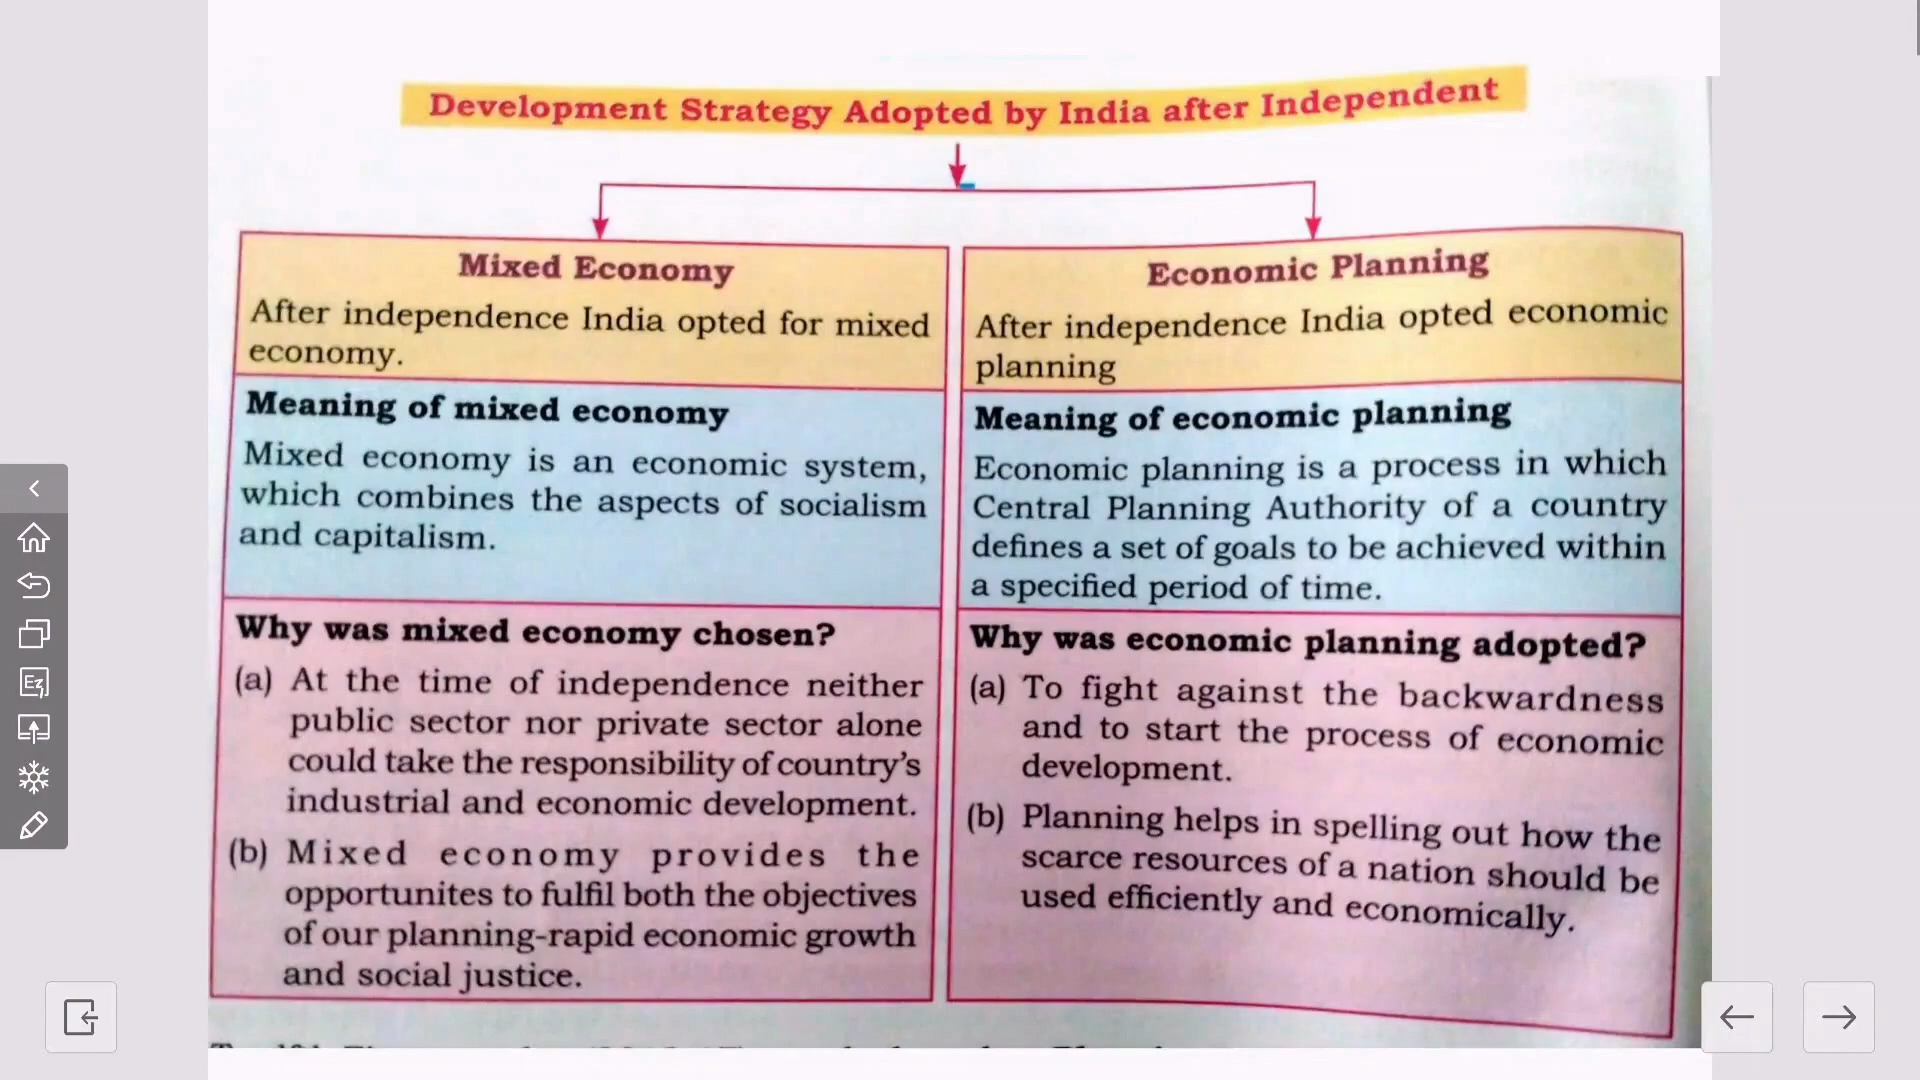 Development Strategy Adopted by India after Independent
Mixed Economy
After independence India opted for mixed
economy.
Meaning of mixed economy
Mixed economy is an economic system,
which combines the aspects of socialism
and capitalism.
Why was mixed economy chosen?
(a) At the time of independence neither
public sector nor private sector alone
could take the responsibility of country's
industrial and economic development.
(b) Mixed economy provides the
opportunites to fulfil both the objectives
of our planning-rapid economic growth
and social justice.
Economic Planning
After independence India opted economic
planning
Meaning of economic planning
Economic planning is a process in which
Central Planning Authority of a country
defines a set of goals to be achieved within
a specified period of time.
Why was economic planning adopted?
(a) To fight against the backwardness
and to start the process of economic
development.
(b) Planning helps in spelling out how the
scarce resources of a nation should be
used efficiently and economically.